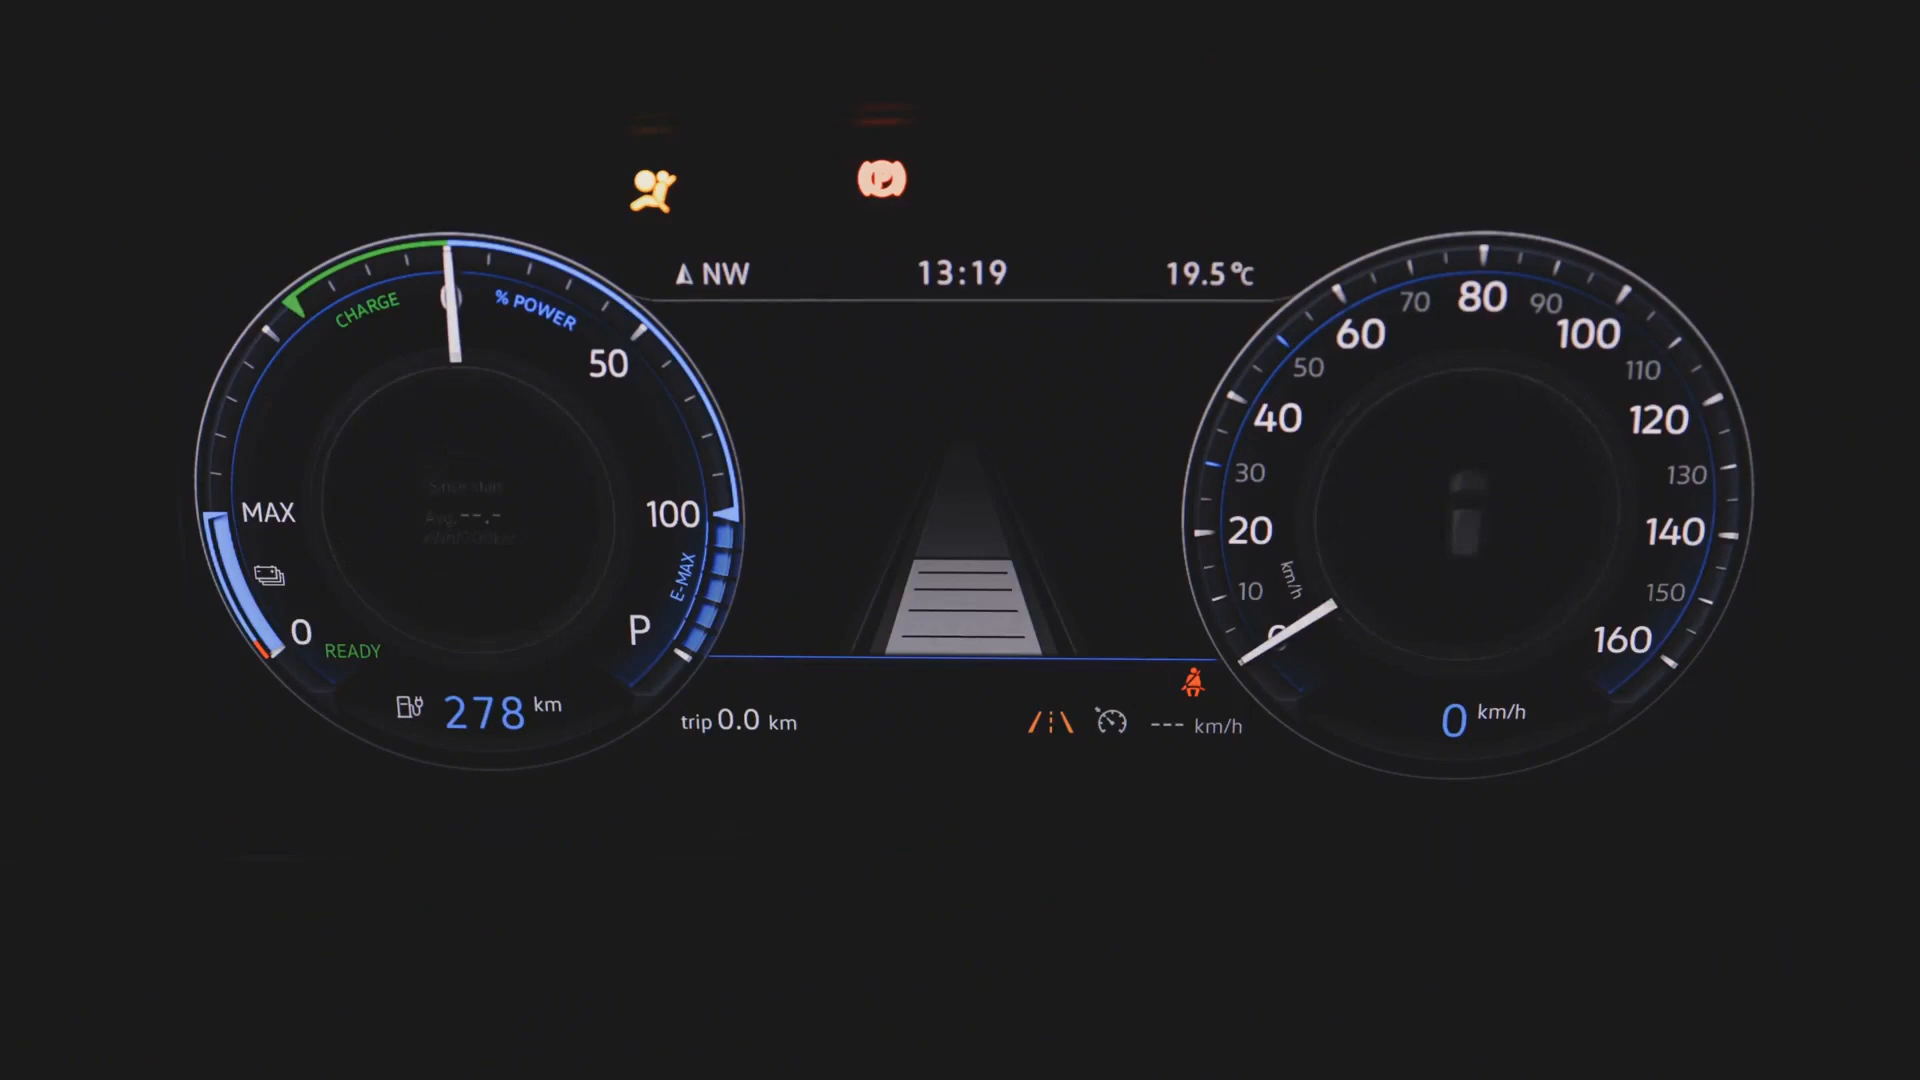 P
NW
13:19
19.5°C
CHARGE
% POWER
50
100
E-MAX
MAX
0
READY
P
278 km
trip 0.0 km
--- km/h
0
10
20
30
40
50
60
70
80
90
100
110
120
130
140
150
160
km/h
0 km/h